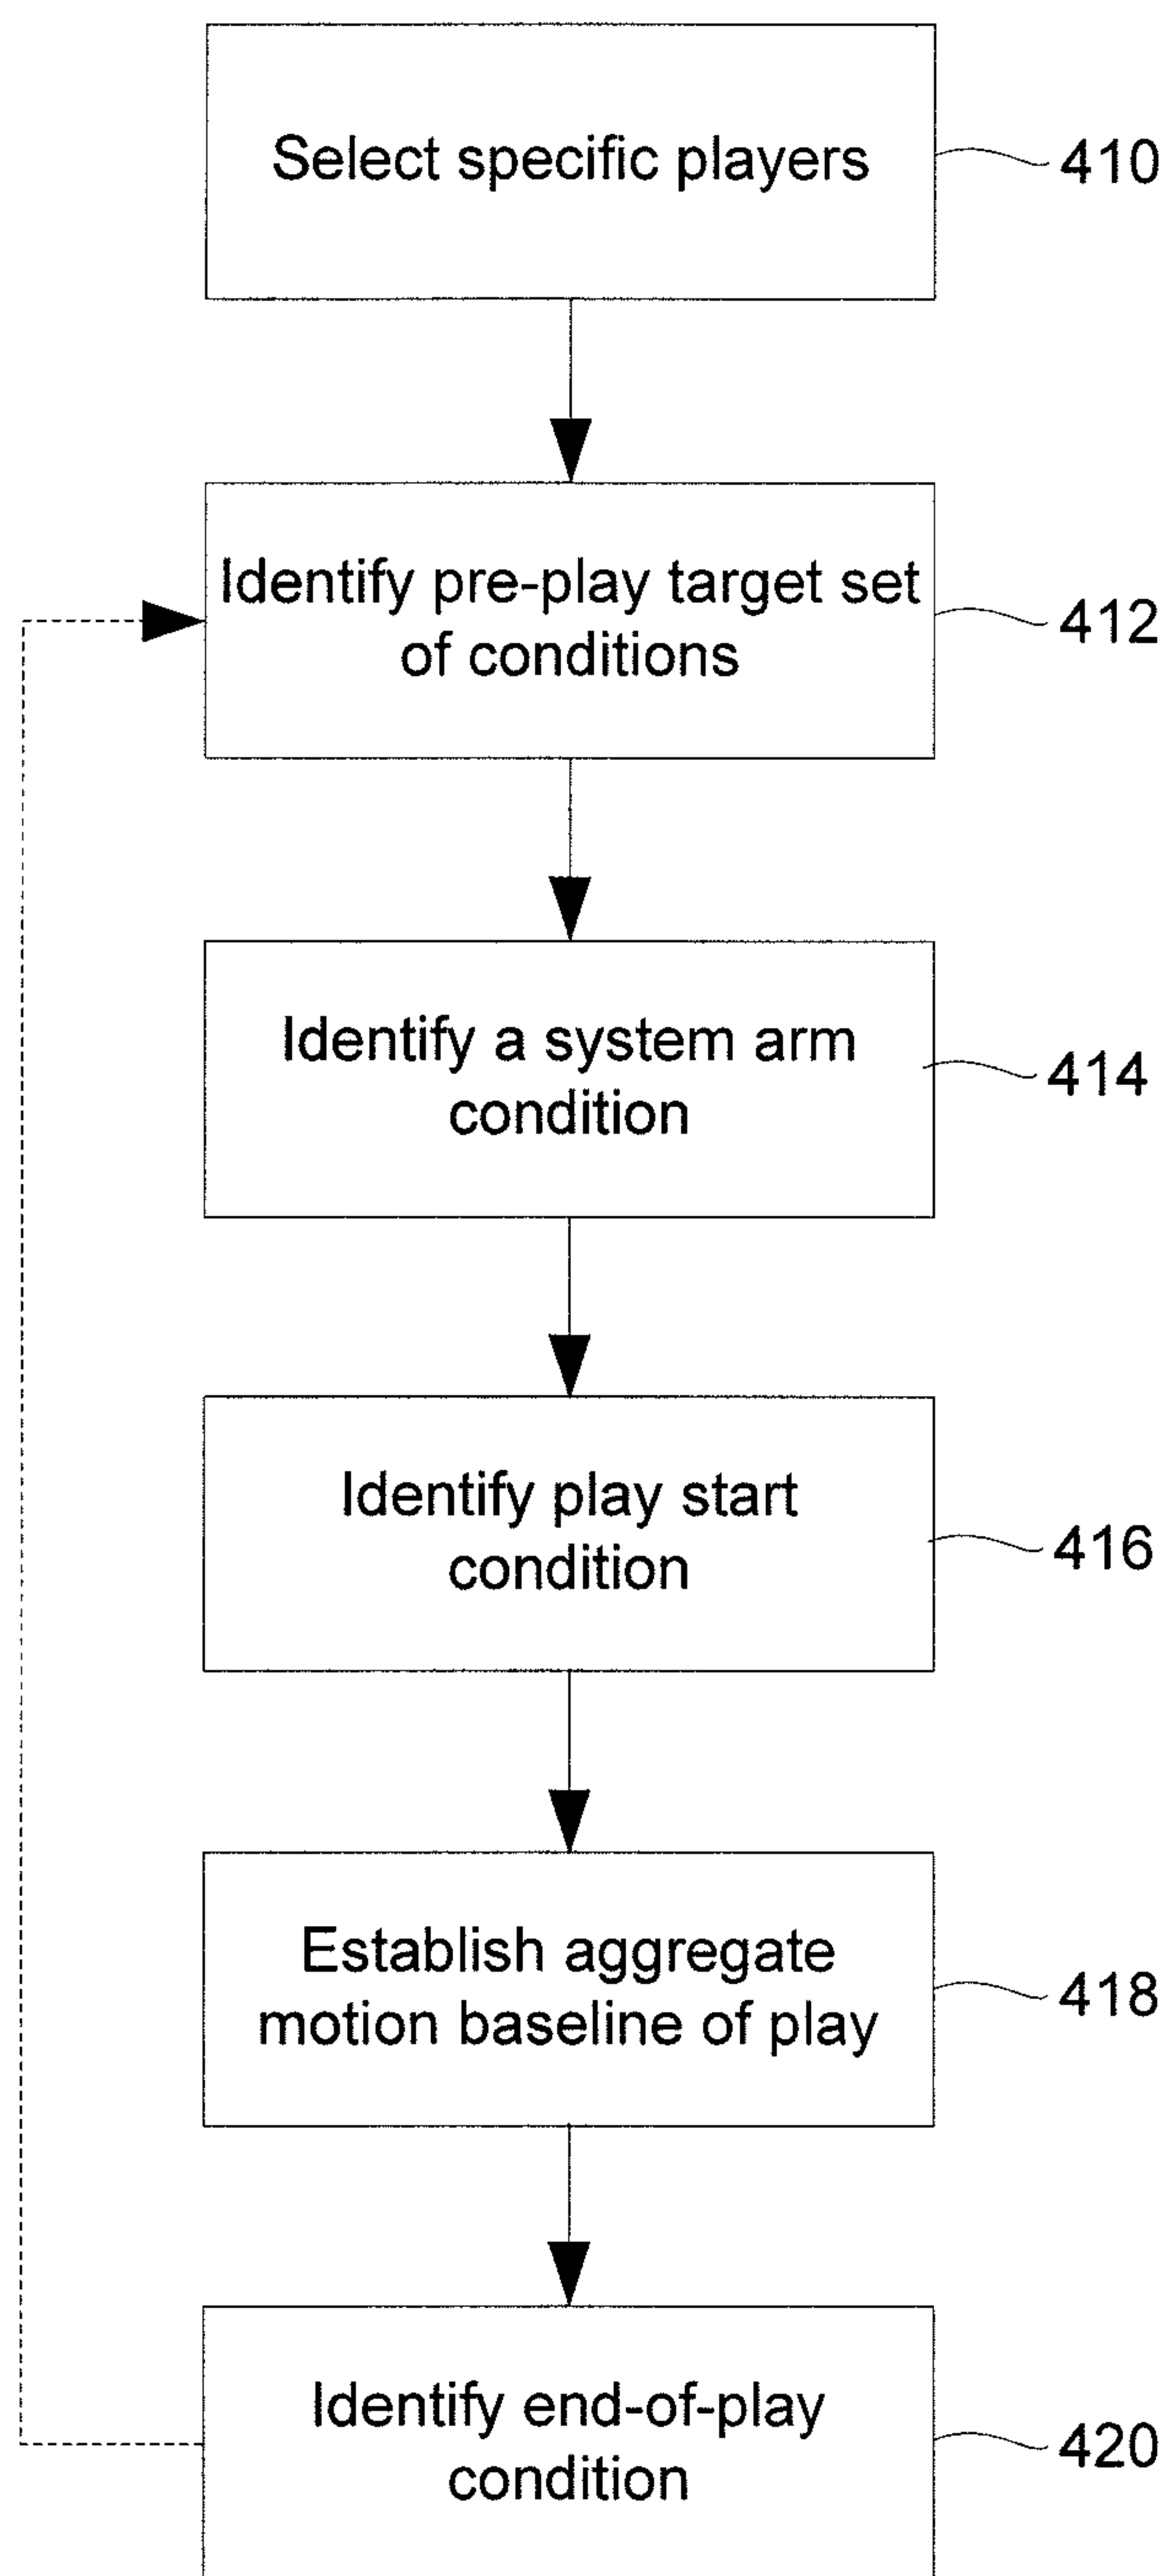 Select specific players
410
Identify pre-play target set
of conditions
412
Identify a system arm
condition
414
Identify play start
condition
416
Establish aggregate
motion baseline of play
418
Identify end-of-play
condition
420